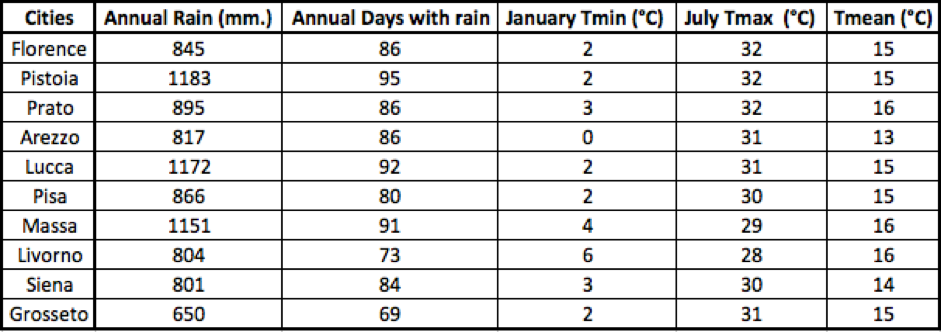 Cities Annual Rain (mm.) Annual Days with rain January Tmin (°C) July Tmax (°C) Tmean (°C)
Florence 845 86 2 32 15
Pistoia 1183 95 2 32 15
Prato 895 86 3 32 16
Arezzo 817 86 0 31 13
Lucca 1172 92 2 31 15
Pisa 866 80 2 30 15
Massa 1151 91 4 29 16
Livorno 804 73 6 28 16
Siena 801 84 3 30 14
Grosseto 650 69 2 31 15